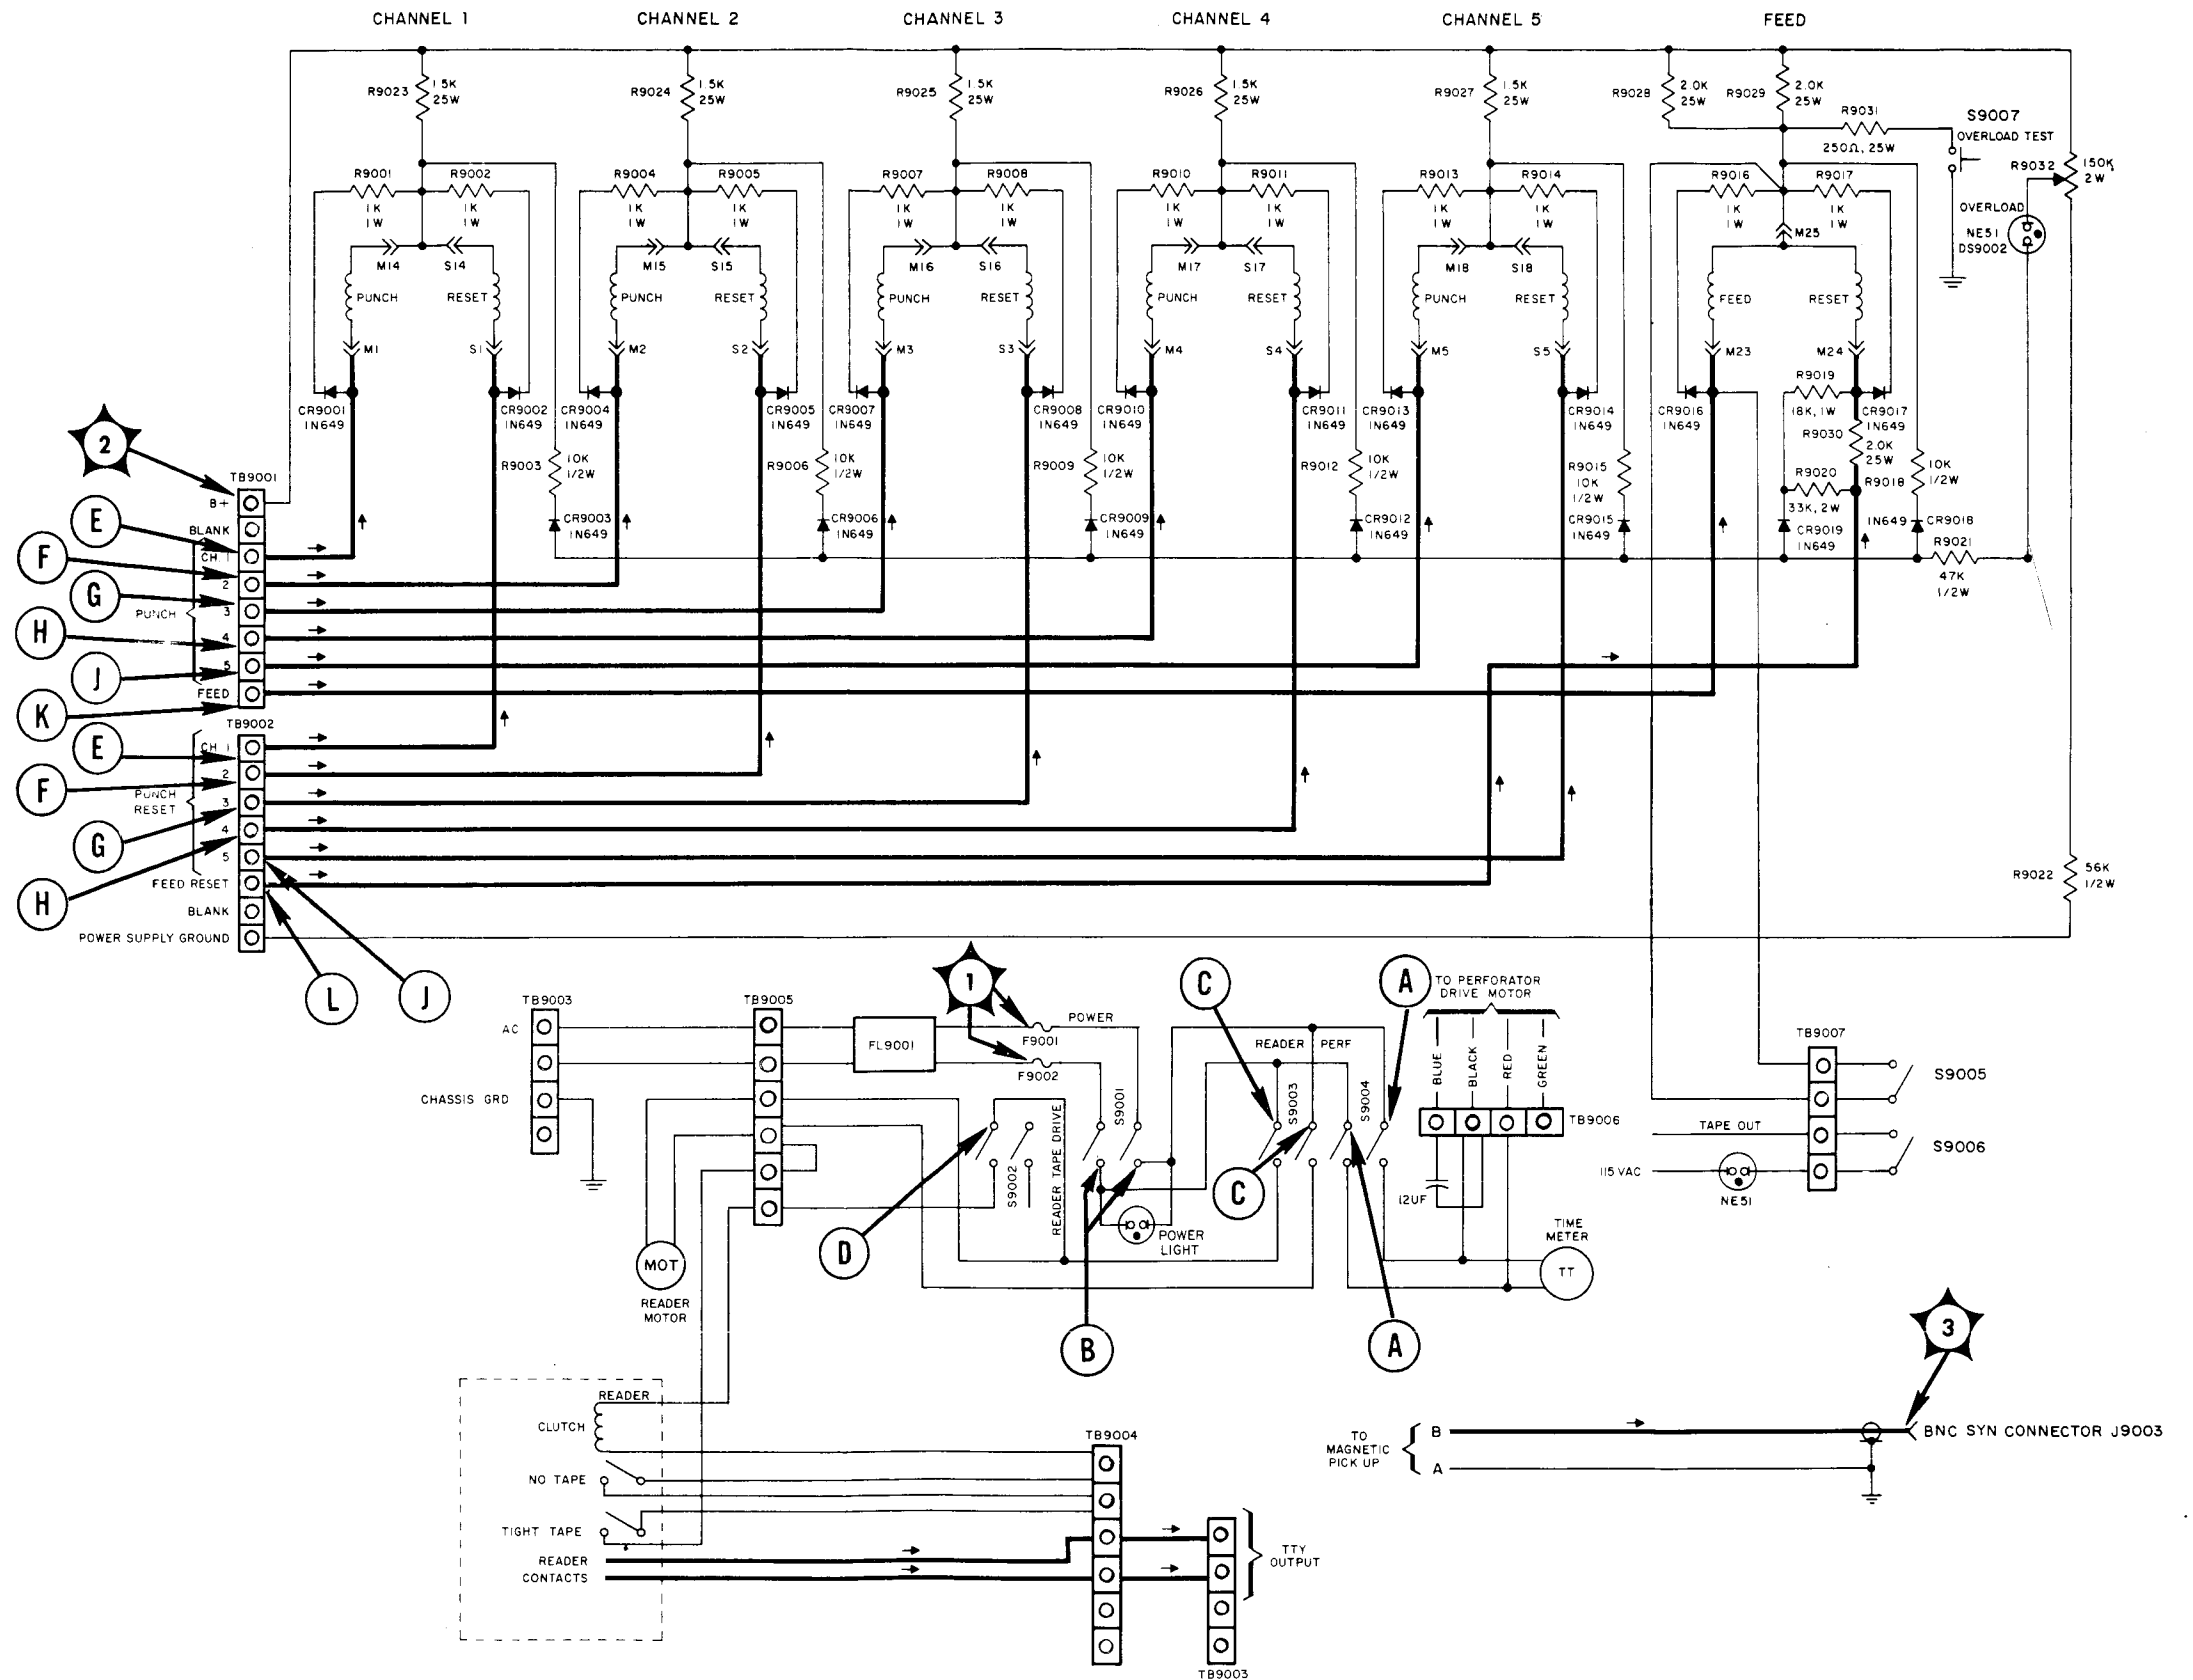 CHANNEL 1 CHANNEL 2 CHANNEL 3 CHANNEL 4 CHANNEL 5 FEED
R9023 1.5K 25W
R9024 1.5K 25W
R9025 1.5K 25W
R9026 1.5K 25W
R9027 1.5K 25W
R9028 2.0K 25W
R9029 2.0K 25W
R9031
250Ω, 25W
S9007
OVERLOAD TEST
R9032 150K 2W
OVERLOAD
NE51
DS9002
R9001 R9002
1K 1K
1W 1W
R9004 R9005
1K 1K
1W 1W
R9007 R9008
1K 1K
1W 1W
R9010 R9011
1K 1K
1W 1W
R9013 R9014
1K 1K
1W 1W
R9016 R9017
1K 1K
1W 1W
M25
M14 S14
M15 S15
M16 S16
M17 S17
M18 S18
PUNCH RESET
PUNCH RESET
PUNCH RESET
PUNCH RESET
PUNCH RESET
FEED RESET
M1 S1
M2 S2
M3 S3
M4 S4
M5 S5
M23 M24
CR9001 1N649
CR9002 1N649
CR9004 1N649
CR9005 1N649
CR9007 1N649
CR9008 1N649
CR9010 1N649
CR9011 1N649
CR9013 1N649
CR9014 1N649
CR9016 1N649
R9019
18K, 1W
CR9017 1N649
R9030 2.0K 25W
R9003 10K 1/2W
R9006 10K 1/2W
R9009 10K 1/2W
R9012 10K 1/2W
R9015 10K 1/2W
R9020
33K, 2W
R9018 10K 1/2W
CR9003 1N649
CR9006 1N649
CR9009 1N649
CR9012 1N649
CR9015 1N649
CR9019 1N649
1N649 CR9018
R9021
47K
1/2W
2
TB9001
B+
BLANK
CH. 1
2
3
4
5
PUNCH
FEED
E
F
G
H
J
K
TB9002
CH. 1
2
3
4
5
PUNCH
RESET
FEED RESET
BLANK
POWER SUPPLY GROUND
E
F
G
H
L
J
R9022 56K 1/2W
TB9003
AC
CHASSIS GRD
TB9005
FL9001
1
F9001
F9002
POWER
S9001
READER TAPE DRIVE
S9002
D
B
POWER
LIGHT
C
C
READER PERF
S9003
S9004
A
A
TO PERFORATOR
DRIVE MOTOR
BLUE
BLACK
RED
GREEN
TB9006
12UF
TIME
METER
TT
TB9007
S9005
TAPE OUT
S9006
115 VAC
NE51
MOT
READER
MOTOR
READER
CLUTCH
NO TAPE
TIGHT TAPE
READER
CONTACTS
TB9004
TTY
OUTPUT
TB9003
TO
MAGNETIC
PICK UP
B
A
3
BNC SYN CONNECTOR J9003